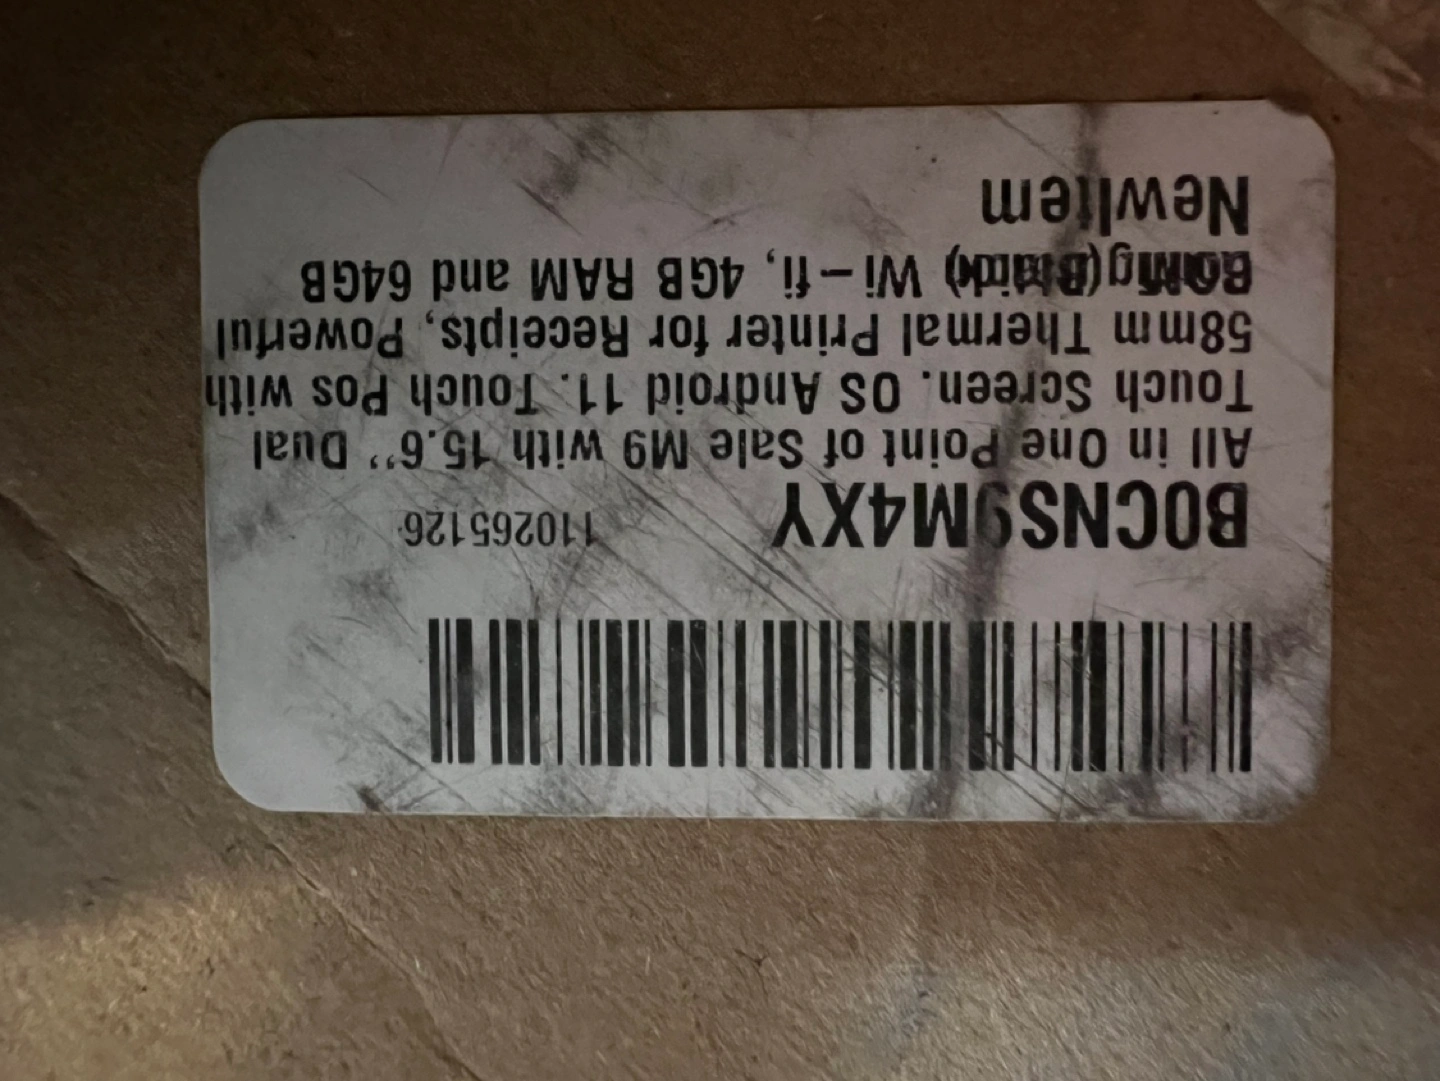 B0CNS9M4XY 110265126
All in One Point of Sale M9 with 15.6’’ Dual
Touch Screen. OS Android 11. Touch Pos with
58mm Thermal Printer for Receipts, Powerful
Wi-fi, 4GB RAM and 64GB
NewItem